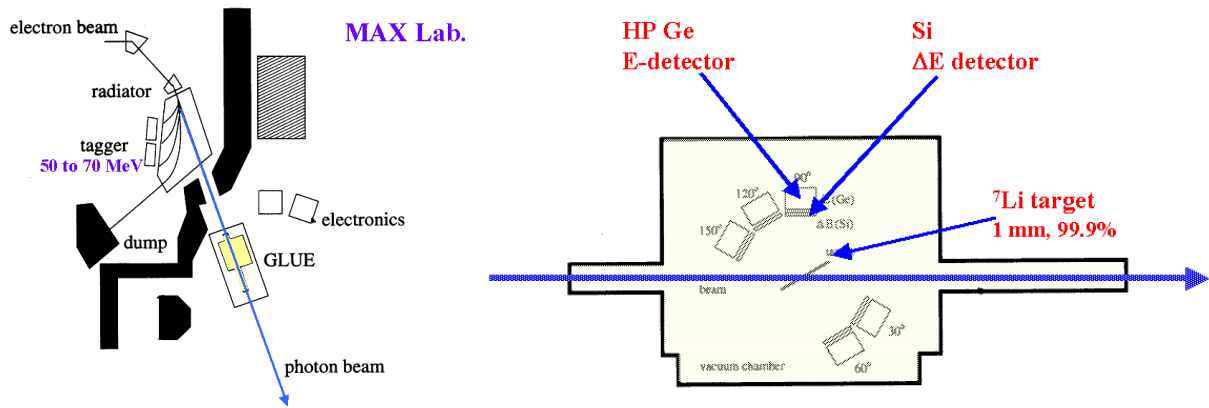 electron beam
MAX Lab.
radiator
tagger
50 to 70 MeV
electronics
dump
GLUE
photon beam
HP Ge
E-detector
Si
ΔE detector
90°
120°
(Ge)
150°
ΔE(Si)
⁷Li target
1 mm, 99.9%
beam
30°
60°
vacuum chamber